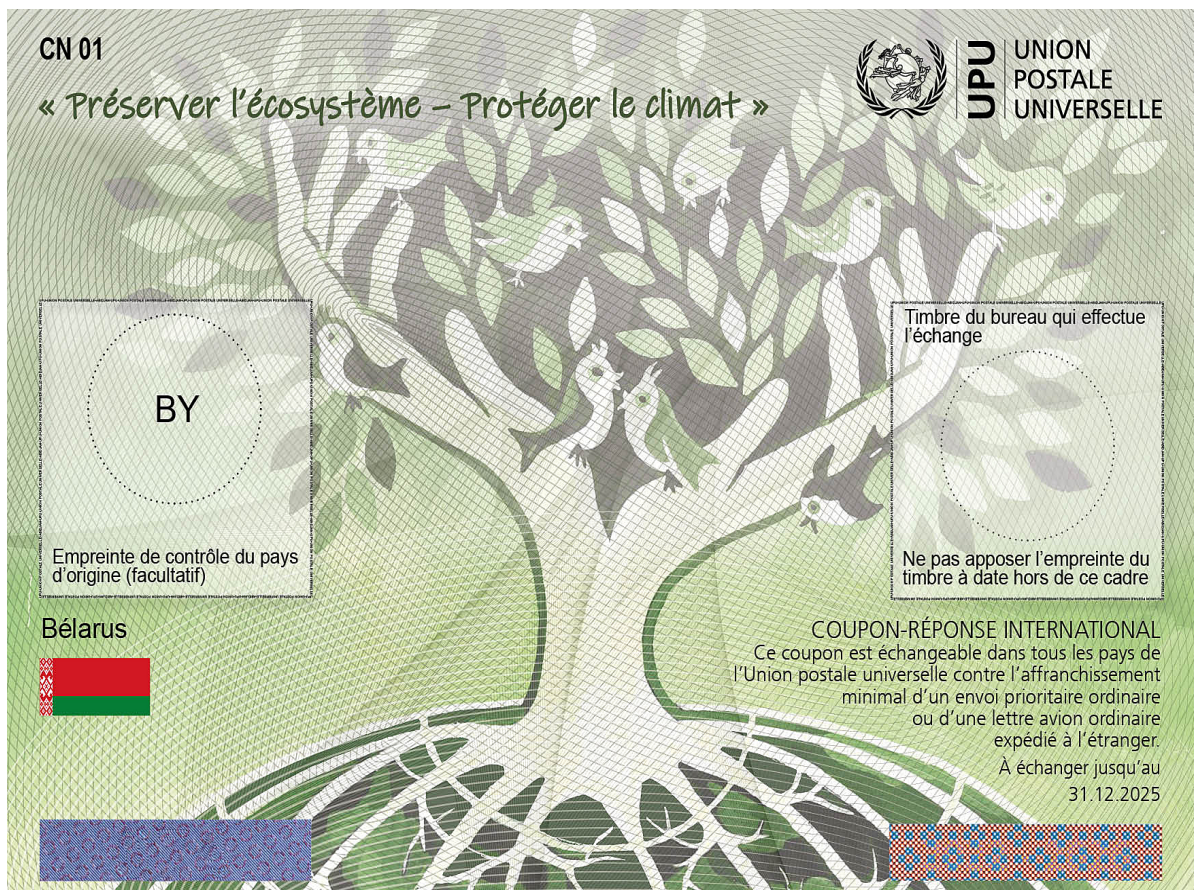 CN 01
« Préserver l'écosystème – Protéger le climat »
UPU
UNION
POSTALE
UNIVERSELLE
BY
Empreinte de contrôle du pays
d'origine (facultatif)
Timbre du bureau qui effectue
l'échange
Ne pas apposer l'empreinte du
timbre à date hors de ce cadre
Bélarus
COUPON-RÉPONSE INTERNATIONAL
Ce coupon est échangeable dans tous les pays de
l'Union postale universelle contre l'affranchissement
minimal d'un envoi prioritaire ordinaire
ou d'une lettre avion ordinaire
expédié à l'étranger.
À échanger jusqu'au
31.12.2025